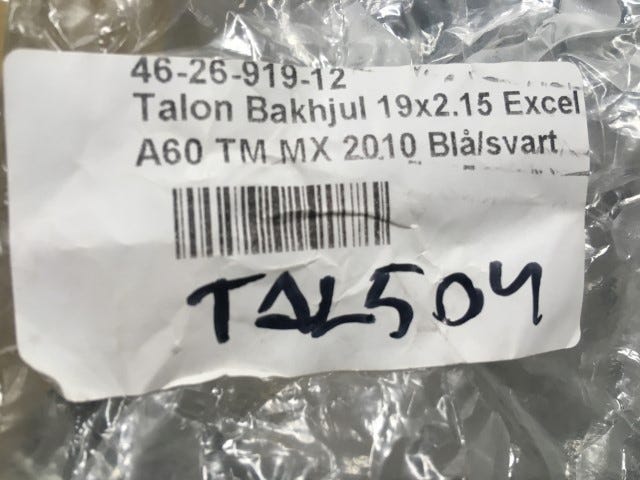 46-26-919-12
Talon Bakhjul 19x2.15 Excel
A60 TM MX 2010 Blå/svart
TAL504